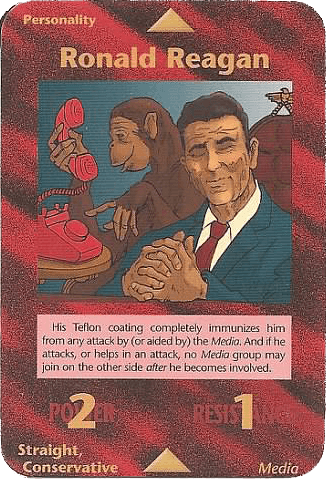 Personality
Ronald Reagan
His Teflon coating completely immunizes him
from any attack by (or aided by) the Media. And if he
attacks, or helps in an attack, no Media group may
join on the other side after he becomes involved.
POWER 2 RESISTANCE 1
Straight,
Conservative
Media